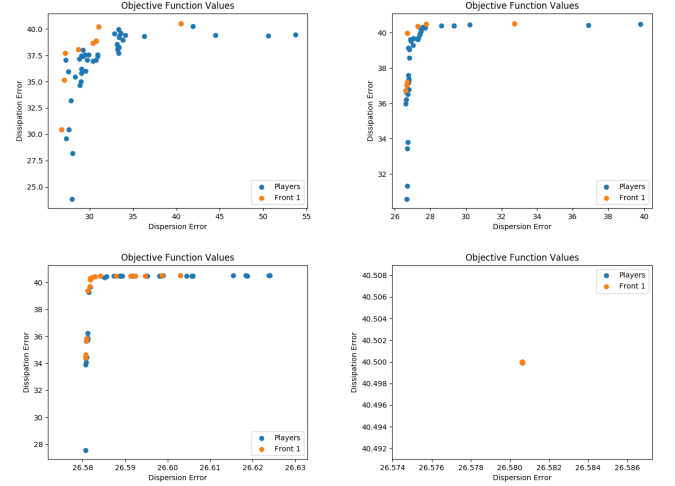 Objective Function Values
40.0
37.5
35.0
32.5
30.0
27.5
25.0
Dissipation Error
30
35
40
45
50
55
Dispersion Error
Players
Front 1
Objective Function Values
40
38
36
34
32
Dissipation Error
26
28
30
32
34
36
38
40
Dispersion Error
Players
Front 1
Objective Function Values
40
38
36
34
32
30
28
Dissipation Error
26.58
26.59
26.60
26.61
26.62
26.63
Dispersion Error
Players
Front 1
Objective Function Values
40.508
40.506
40.504
40.502
40.500
40.498
40.496
40.494
40.492
Dissipation Error
26.574
26.576
26.578
26.580
26.582
26.584
26.586
Dispersion Error
Players
Front 1